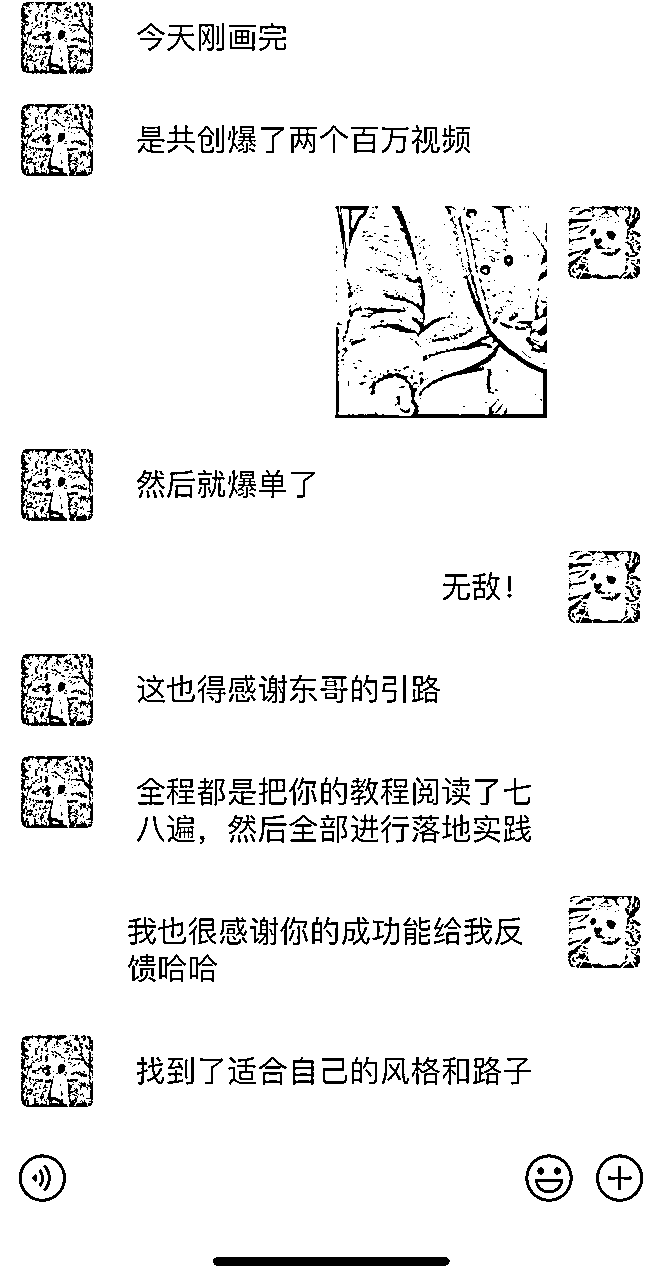 今天刚画完
是共创爆了两个百万视频
然后就爆单了
无敌！
这也得感谢东哥的引路
全程都是把你的教程阅读了七
八遍，然后全部进行落地实践
我也很感谢你的成功能给我反
馈哈哈
找到了适合自己的风格和路子